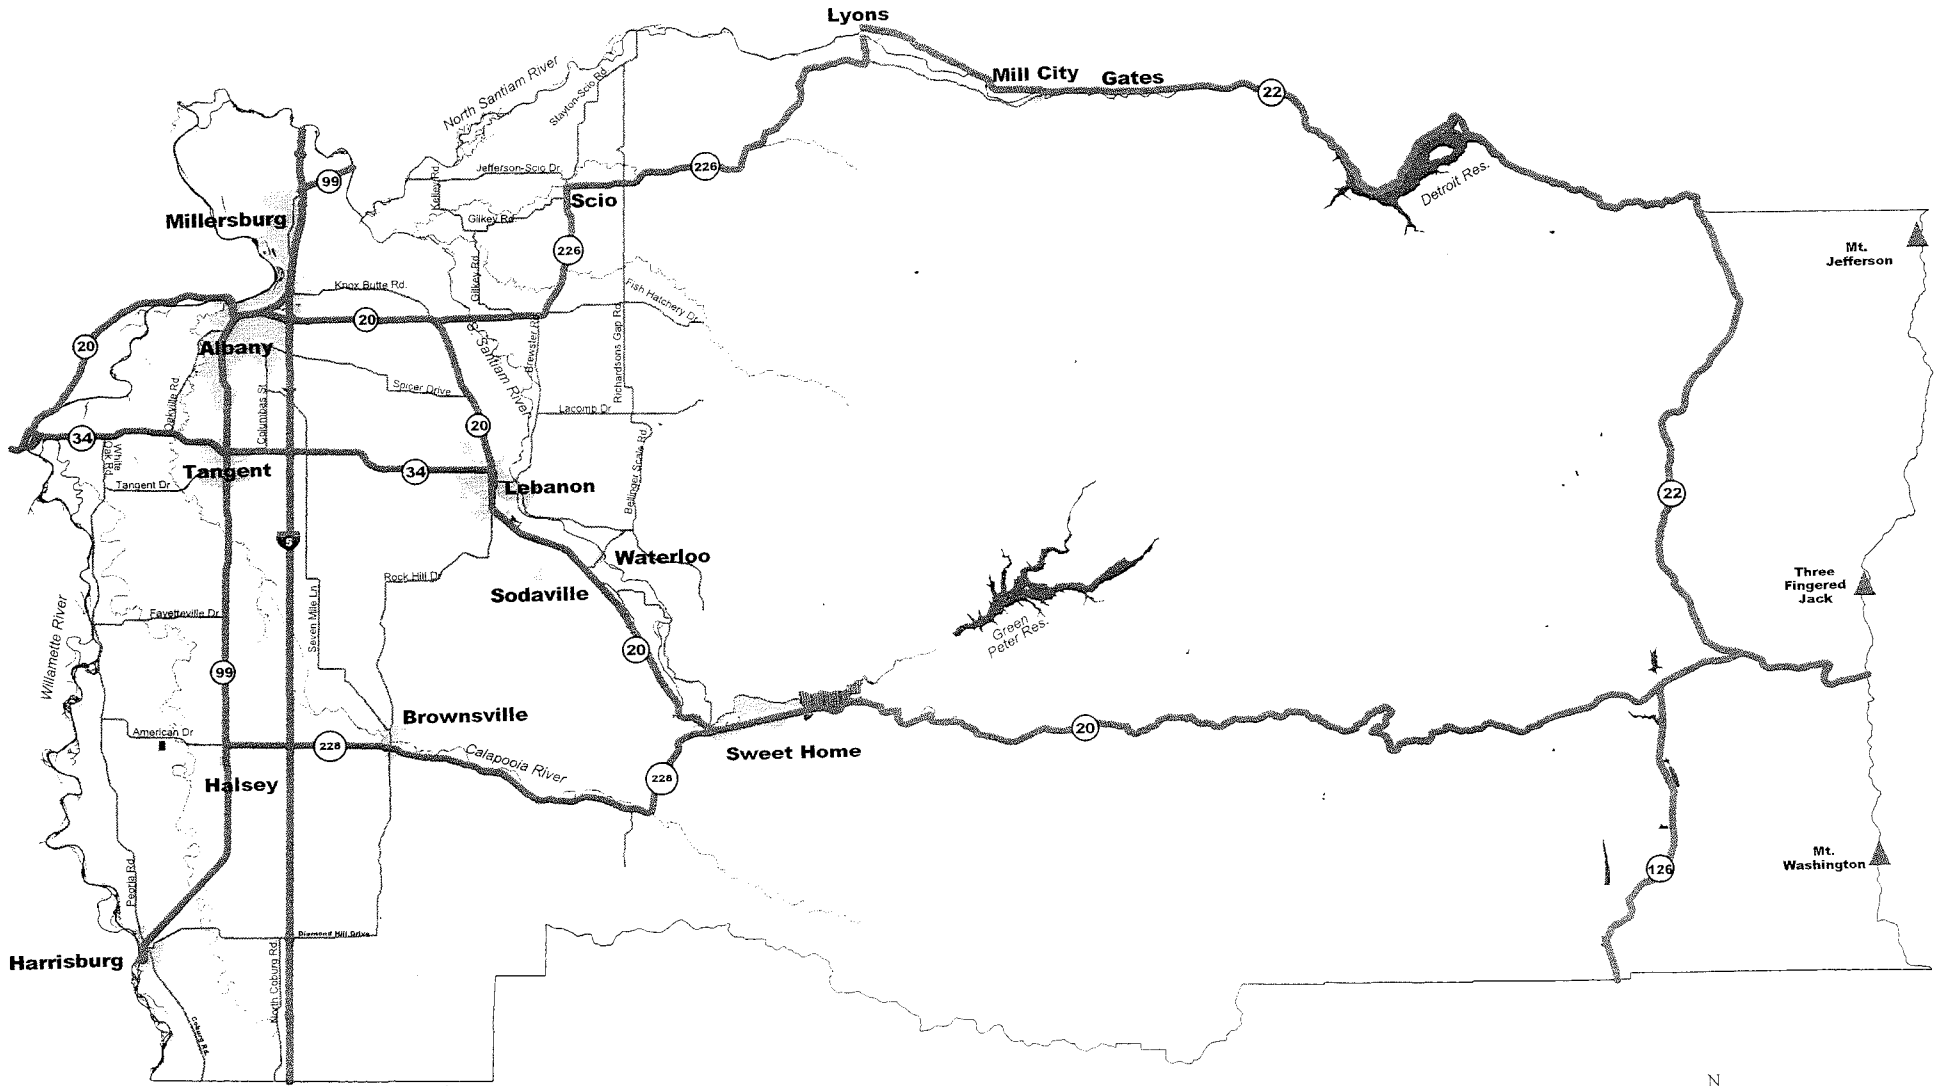 Lyons
Mill City
Gates
22
North Santiam River
Stayton-Scio Rd
226
Jefferson-Scio Dr
Kelley Rd
99
Scio
Detroit Res.
Millersburg
Gilkey Rd
226
Mt.
Jefferson
Gilkey Rd
Knox Butte Rd.
Fish Hatchery Dr
20
20
S. Santiam River
Brewster Rd
Richardsons Gap Rd
Albany
Spicer Drive
Oakville Rd
Columbus St
Lacomb Dr
20
34
White
Oak Rd
Tangent
34
Bellinger Scale Rd
Tangent Dr
Lebanon
22
5
Waterloo
Rock Hill Dr
Sodaville
Three
Fingered
Jack
Seven Mile Ln
Fayetteville Dr
Green
Peter Res.
Willamette River
20
99
Brownsville
American Dr
228
Calapooia River
20
Sweet Home
228
Halsey
Mt.
Washington
126
Peoria Rd
Diamond Hill Drive
Harrisburg
North Coburg Rd
Coburg Rd.
N